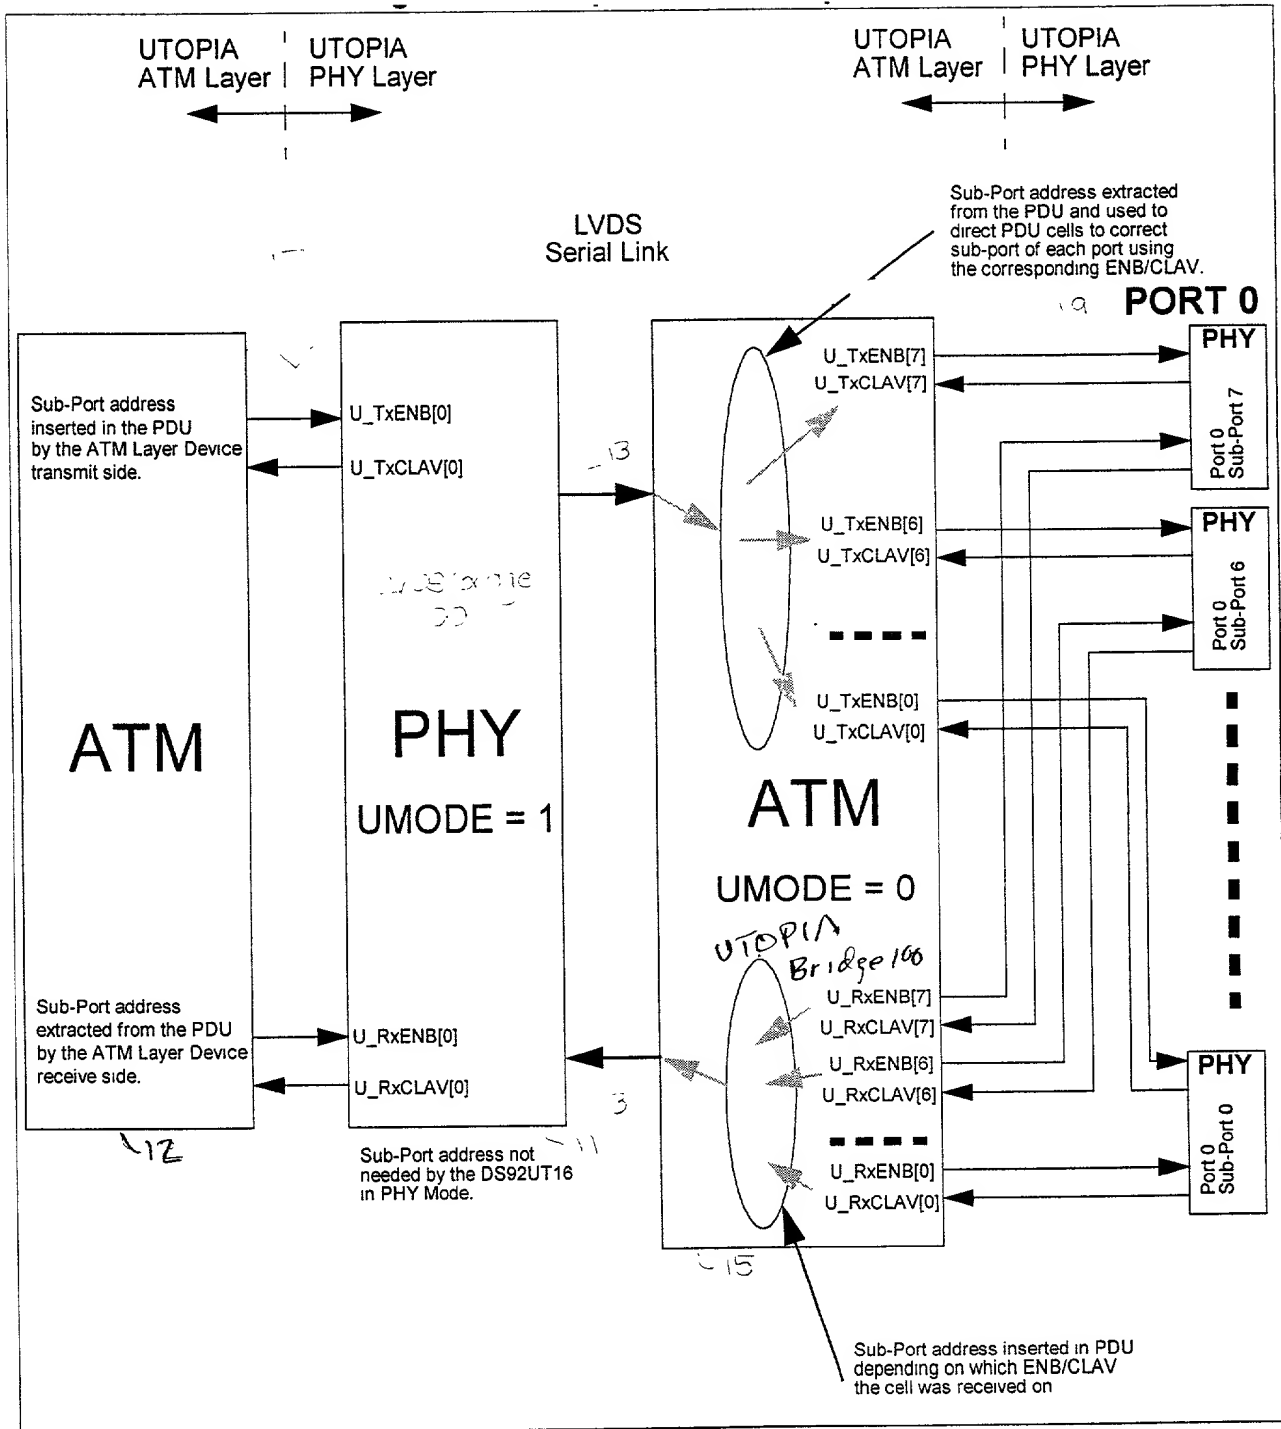 UTOPIA
ATM Layer
UTOPIA
PHY Layer
UTOPIA
ATM Layer
UTOPIA
PHY Layer
LVDS
Serial Link
Sub-Port address extracted
from the PDU and used to
direct PDU cells to correct
sub-port of each port using
the corresponding ENB/CLAV.
9
PORT 0
Sub-Port address
inserted in the PDU
by the ATM Layer Device
transmit side.
ATM
Sub-Port address
extracted from the PDU
by the ATM Layer Device
receive side.
12
U_TxENB[0]
U_TxCLAV[0]
PHY
UMODE = 1
U_RxENB[0]
U_RxCLAV[0]
11
Sub-Port address not
needed by the DS92UT16
in PHY Mode.
13
3
U_TxENB[7]
U_TxCLAV[7]
U_TxENB[6]
U_TxCLAV[6]
U_TxENB[0]
U_TxCLAV[0]
ATM
UMODE = 0
UTOPIA
Bridge 100
U_RxENB[7]
U_RxCLAV[7]
U_RxENB[6]
U_RxCLAV[6]
U_RxENB[0]
U_RxCLAV[0]
15
PHY
Port 0
Sub-Port 7
PHY
Port 0
Sub-Port 6
PHY
Port 0
Sub-Port 0
Sub-Port address inserted in PDU
depending on which ENB/CLAV
the cell was received on